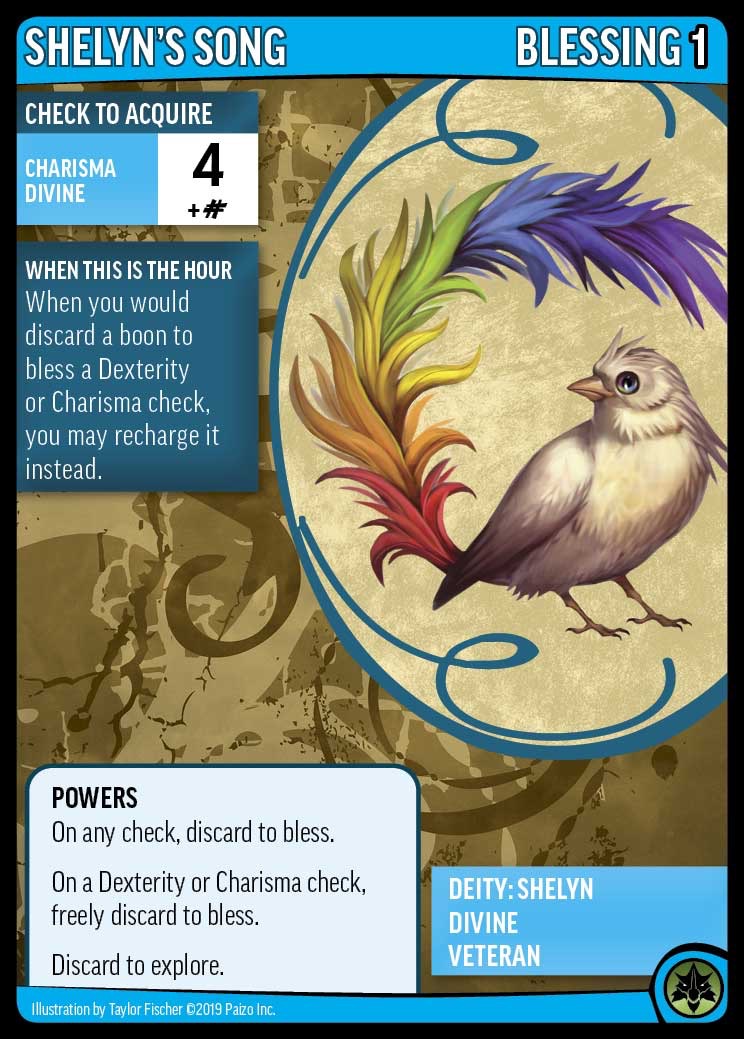 SHELYN'S SONG
BLESSING 1
CHECK TO ACQUIRE
CHARISMA
DIVINE
4
+#
WHEN THIS IS THE HOUR
When you would
discard a boon to
bless a Dexterity
or Charisma check,
you may recharge it
instead.
POWERS
On any check, discard to bless.
On a Dexterity or Charisma check,
freely discard to bless.
Discard to explore.
DEITY: SHELYN
DIVINE
VETERAN
Illustration by Taylor Fischer ©2019 Paizo Inc.